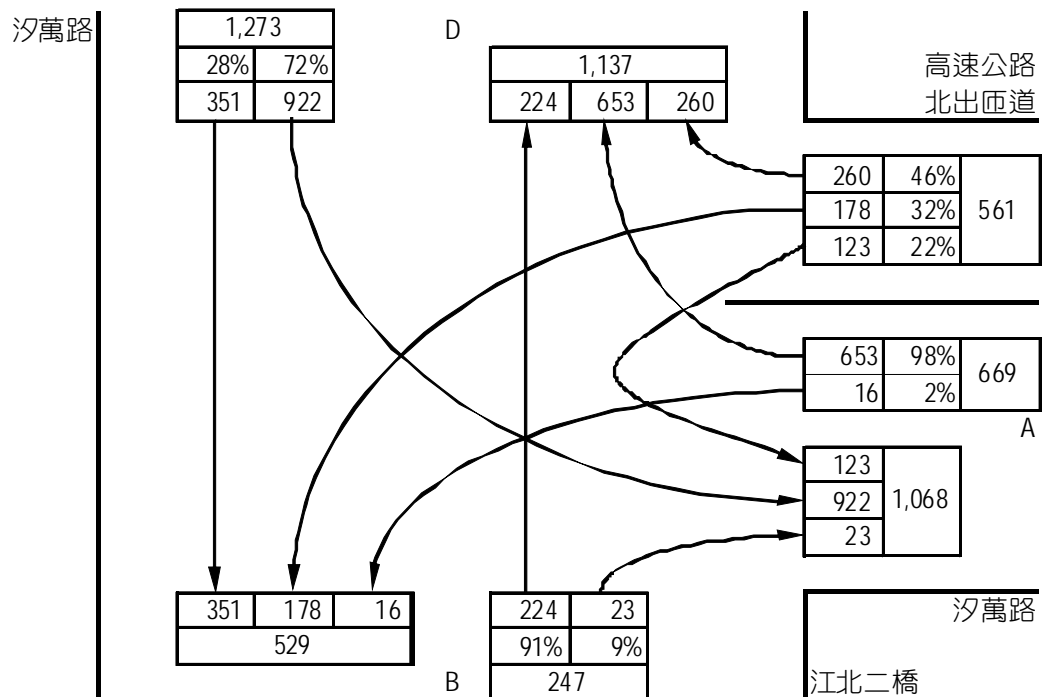 汐萬路
1,273
28% 72%
351 922
D
1,137
224 653 260
高速公路
北出匝道
260 46%
178 32% 561
123 22%
653 98%
16 2% 669
A
123
922 1,068
23
351 178 16
529
224 23
91% 9%
247
B
汐萬路
江北二橋